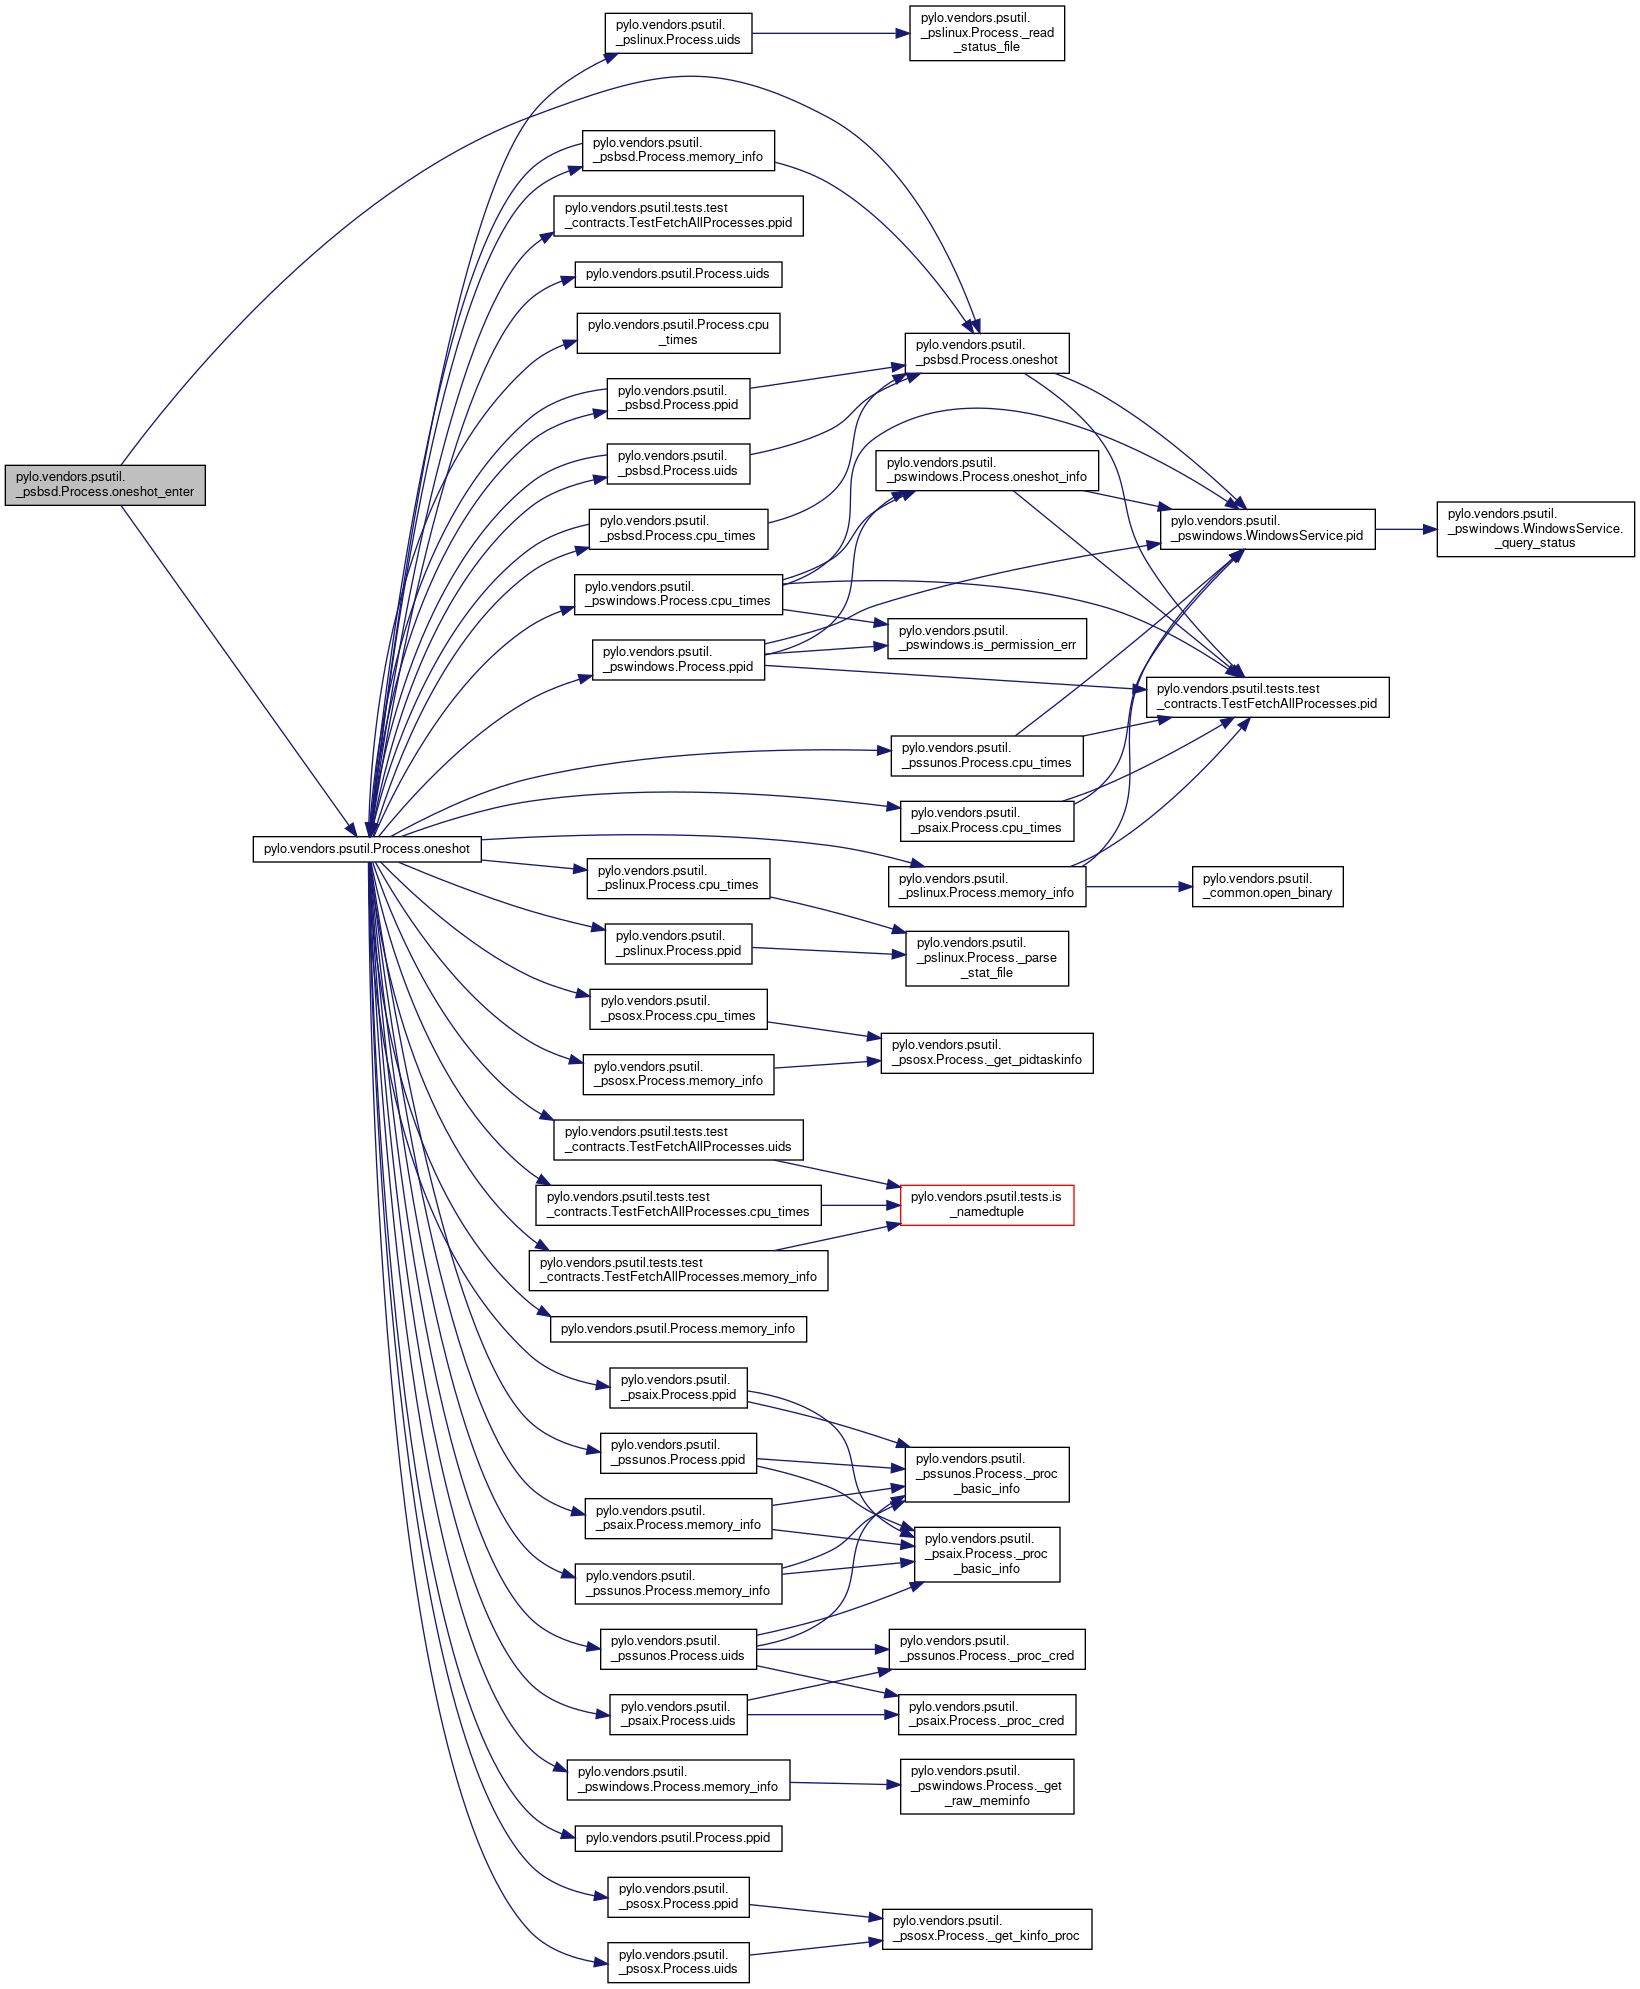 pylo.vendors.psutil.
_psbsd.Process.oneshot_enter
pylo.vendors.psutil.Process.oneshot
pylo.vendors.psutil.
_pslinux.Process.uids
pylo.vendors.psutil.
_psbsd.Process.memory_info
pylo.vendors.psutil.tests.test
_contracts.TestFetchAllProcesses.ppid
pylo.vendors.psutil.Process.uids
pylo.vendors.psutil.Process.cpu
_times
pylo.vendors.psutil.
_psbsd.Process.ppid
pylo.vendors.psutil.
_psbsd.Process.uids
pylo.vendors.psutil.
_psbsd.Process.cpu_times
pylo.vendors.psutil.
_pswindows.Process.cpu_times
pylo.vendors.psutil.
_pswindows.Process.ppid
pylo.vendors.psutil.
_pslinux.Process.cpu_times
pylo.vendors.psutil.
_pslinux.Process.ppid
pylo.vendors.psutil.
_psosx.Process.cpu_times
pylo.vendors.psutil.
_psosx.Process.memory_info
pylo.vendors.psutil.tests.test
_contracts.TestFetchAllProcesses.uids
pylo.vendors.psutil.tests.test
_contracts.TestFetchAllProcesses.cpu_times
pylo.vendors.psutil.tests.test
_contracts.TestFetchAllProcesses.memory_info
pylo.vendors.psutil.Process.memory_info
pylo.vendors.psutil.
_psaix.Process.ppid
pylo.vendors.psutil.
_pssunos.Process.ppid
pylo.vendors.psutil.
_psaix.Process.memory_info
pylo.vendors.psutil.
_pssunos.Process.memory_info
pylo.vendors.psutil.
_pssunos.Process.uids
pylo.vendors.psutil.
_psaix.Process.uids
pylo.vendors.psutil.
_pswindows.Process.memory_info
pylo.vendors.psutil.Process.ppid
pylo.vendors.psutil.
_psosx.Process.ppid
pylo.vendors.psutil.
_psosx.Process.uids
pylo.vendors.psutil.
_pslinux.Process._read
_status_file
pylo.vendors.psutil.
_psbsd.Process.oneshot
pylo.vendors.psutil.
_pswindows.Process.oneshot_info
pylo.vendors.psutil.
_pswindows.is_permission_err
pylo.vendors.psutil.
_pssunos.Process.cpu_times
pylo.vendors.psutil.
_psaix.Process.cpu_times
pylo.vendors.psutil.
_pslinux.Process.memory_info
pylo.vendors.psutil.
_pslinux.Process._parse
_stat_file
pylo.vendors.psutil.
_psosx.Process._get_pidtaskinfo
pylo.vendors.psutil.tests.is
_namedtuple
pylo.vendors.psutil.
_pssunos.Process._proc
_basic_info
pylo.vendors.psutil.
_psaix.Process._proc
_basic_info
pylo.vendors.psutil.
_pssunos.Process._proc_cred
pylo.vendors.psutil.
_psaix.Process._proc_cred
pylo.vendors.psutil.
_pswindows.Process._get
_raw_meminfo
pylo.vendors.psutil.
_psosx.Process._get_kinfo_proc
pylo.vendors.psutil.
_pswindows.WindowsService.pid
pylo.vendors.psutil.tests.test
_contracts.TestFetchAllProcesses.pid
pylo.vendors.psutil.
_common.open_binary
pylo.vendors.psutil.
_pswindows.WindowsService.
_query_status